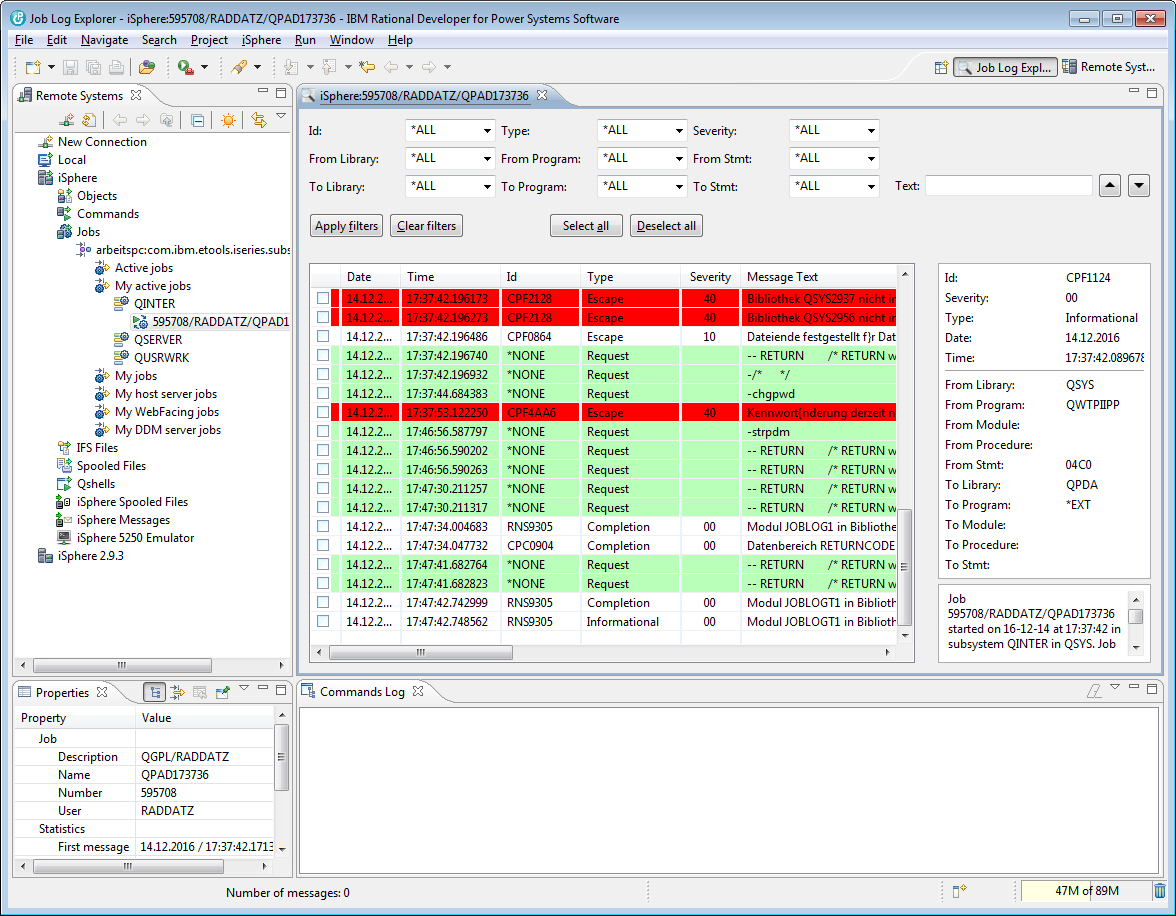 Job Log Explorer - iSphere:595708/RADDATZ/QPAD173736 - IBM Rational Developer for Power Systems Software
File Edit Navigate Search Project iSphere Run Window Help
Job Log Expl... Remote Syst...
Remote Systems
New Connection
Local
iSphere
Objects
Commands
Jobs
arbeitspc:com.ibm.etools.iseries.subs
Active jobs
My active jobs
QINTER
595708/RADDATZ/QPAD1
QSERVER
QUSRWRK
My jobs
My host server jobs
My WebFacing jobs
My DDM server jobs
IFS Files
Spooled Files
Qshells
iSphere Spooled Files
iSphere Messages
iSphere 5250 Emulator
iSphere 2.9.3
iSphere:595708/RADDATZ/QPAD173736
Id: *ALL Type: *ALL Severity: *ALL
From Library: *ALL From Program: *ALL From Stmt: *ALL
To Library: *ALL To Program: *ALL To Stmt: *ALL Text:
Apply filters Clear filters Select all Deselect all
Date Time Id Type Severity Message Text
14.12.2... 17:37:42.196173 CPF2128 Escape 40 Bibliothek QSYS2937 nicht in
14.12.2... 17:37:42.196273 CPF2128 Escape 40 Bibliothek QSYS2956 nicht in
14.12.2... 17:37:42.196486 CPF0864 Escape 10 Dateiende festgestellt f}r Dat
14.12.2... 17:37:42.196740 *NONE Request -- RETURN /* RETURN w
14.12.2... 17:37:42.196932 *NONE Request -/* */
14.12.2... 17:37:44.684383 *NONE Request -chgpwd
14.12.2... 17:37:53.122250 CPF4AA6 Escape 40 Kennwort{nderung derzeit n
14.12.2... 17:46:56.587797 *NONE Request -strpdm
14.12.2... 17:46:56.590202 *NONE Request -- RETURN /* RETURN w
14.12.2... 17:46:56.590263 *NONE Request -- RETURN /* RETURN w
14.12.2... 17:47:30.211257 *NONE Request -- RETURN /* RETURN w
14.12.2... 17:47:30.211317 *NONE Request -- RETURN /* RETURN w
14.12.2... 17:47:34.004683 RNS9305 Completion 00 Modul JOBLOG1 in Bibliothe
14.12.2... 17:47:34.047732 CPC0904 Completion 00 Datenbereich RETURNCODE
14.12.2... 17:47:41.682764 *NONE Request -- RETURN /* RETURN w
14.12.2... 17:47:41.682823 *NONE Request -- RETURN /* RETURN w
14.12.2... 17:47:42.742999 RNS9305 Completion 00 Modul JOBLOGT1 in Biblioth
14.12.2... 17:47:42.748562 RNS9305 Informational 00 Modul JOBLOGT1 in Biblioth
Id: CPF1124
Severity: 00
Type: Informational
Date: 14.12.2016
Time: 17:37:42.089678
From Library: QSYS
From Program: QWTPIIPP
From Module:
From Procedure:
From Stmt: 04C0
To Library: QPDA
To Program: *EXT
To Module:
To Procedure:
To Stmt:
Job
595708/RADDATZ/QPAD173736
started on 16-12-14 at 17:37:42 in
subsystem QINTER in QSYS. Job
Properties
Property Value
Job
Description QGPL/RADDATZ
Name QPAD173736
Number 595708
User RADDATZ
Statistics
First message 14.12.2016 / 17:37:42.1713
Commands Log
Number of messages: 0
47M of 89M